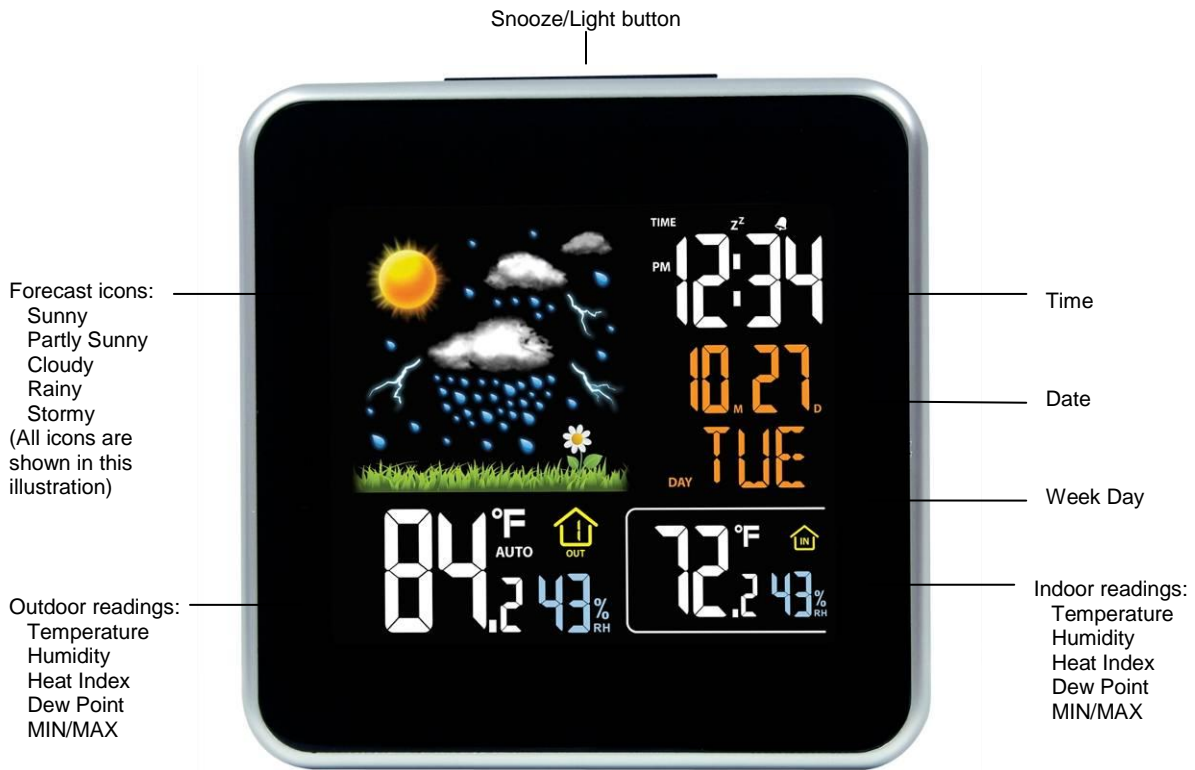 Snooze/Light button
TIME
Z Z
PM
12:34
Forecast icons:
Sunny
Partly Sunny
Cloudy
Rainy
Stormy
(All icons are
shown in this
illustration)
Time
10.M 27D
Date
DAY TUE
Week Day
84.2 °F
AUTO
1
OUT
43% RH
72.2 °F
IN
43% RH
Outdoor readings:
Temperature
Humidity
Heat Index
Dew Point
MIN/MAX
Indoor readings:
Temperature
Humidity
Heat Index
Dew Point
MIN/MAX